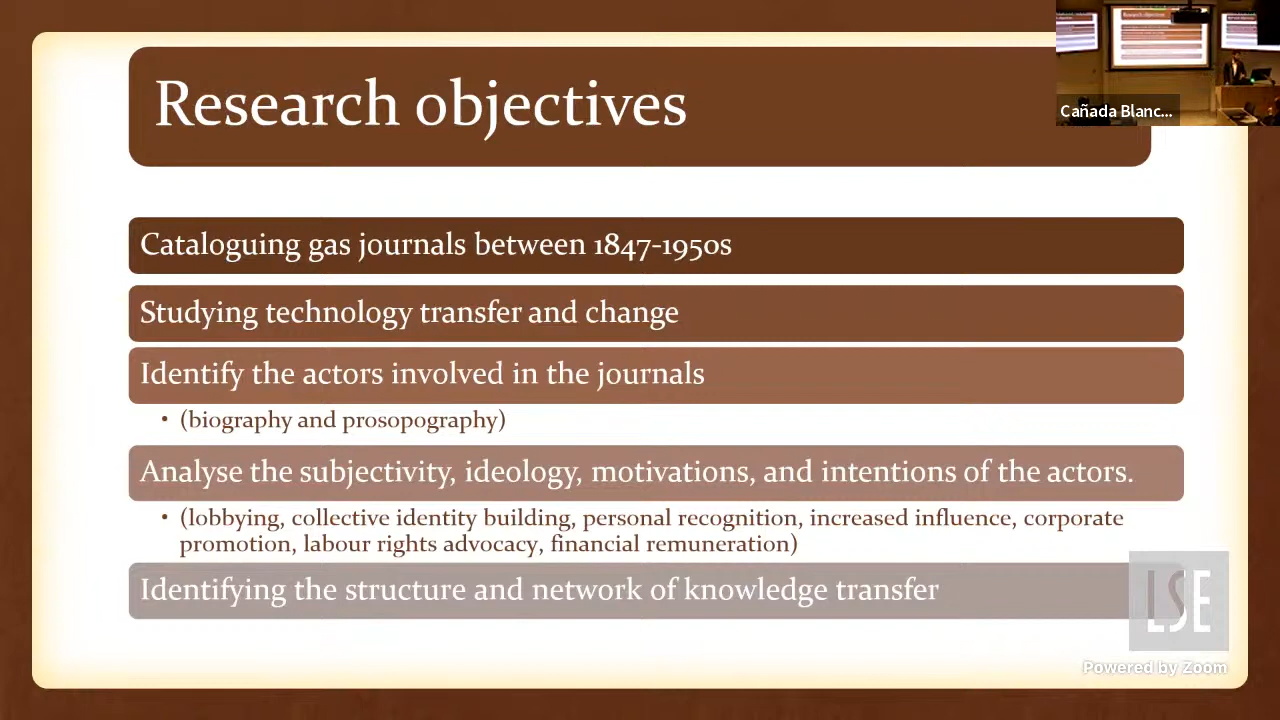 Research objectives
Cañada Blanc...
Cataloguing gas journals between 1847-1950s
Studying technology transfer and change
Identify the actors involved in the journals
• (biography and prosopography)
Analyse the subjectivity, ideology, motivations, and intentions of the actors.
• (lobbying, collective identity building, personal recognition, increased influence, corporate
promotion, labour rights advocacy, financial remuneration)
Identifying the structure and network of knowledge transfer
LSE
Powered by Zoom